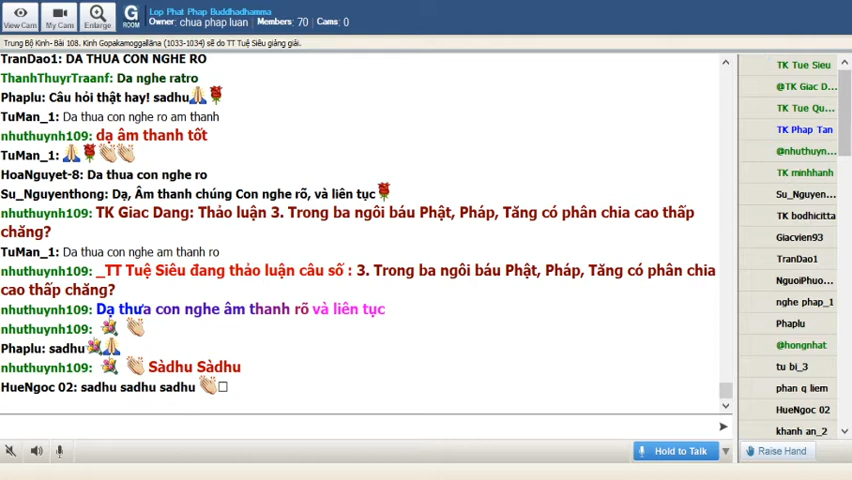 View Cam
My Cam
Enlarge
G
ROOM
Lop Phat Phap Buddhadhamma
Owner: chua phap luan Members: 70 Cams: 0
Trung Bộ Kinh- Bài 108. Kinh Gopakamoggallāna (1033-1034) sẽ do TT Tuệ Siêu giảng giải.
TranDao1: DA THUA CON NGHE RO
ThanhThuyrTraanf: Da nghe ratro
Phaplu: Câu hỏi thật hay! sadhu
TuMan_1: Da thua con nghe ro am thanh
nhuthuynh109: dạ âm thanh tốt
TuMan_1:
HoaNguyet-8: Da thua con nghe ro
Su_Nguyenthong: Dạ, Âm thanh chúng Con nghe rõ, và liên tục
nhuthuynh109: TK Giac Dang: Thảo luận 3. Trong ba ngôi báu Phật, Pháp, Tăng có phân chia cao thấp
chăng?
TuMan_1: Da thua con nghe am thanh ro
nhuthuynh109: _TT Tuệ Siêu đang thảo luận câu số : 3. Trong ba ngôi báu Phật, Pháp, Tăng có phân chia
cao thấp chăng?
nhuthuynh109: Dạ thưa con nghe âm thanh rõ và liên tục
nhuthuynh109:
Phaplu: sadhu
nhuthuynh109: Sàdhu Sàdhu
HueNgoc 02: sadhu sadhu sadhu
TK Tue Sieu
@TK Giac D...
TK Tue Qu...
TK Phap Tan
@nhuthuyn...
TK minhhanh
Su_Nguyen...
TK bodhicitta
Giacvien93
TranDao1
NguoiPhuo...
nghe phap_1
Phaplu
@hongnhat
tu bi_3
phan q liem
HueNgoc 02
khanh an_2
Hold to Talk
Raise Hand